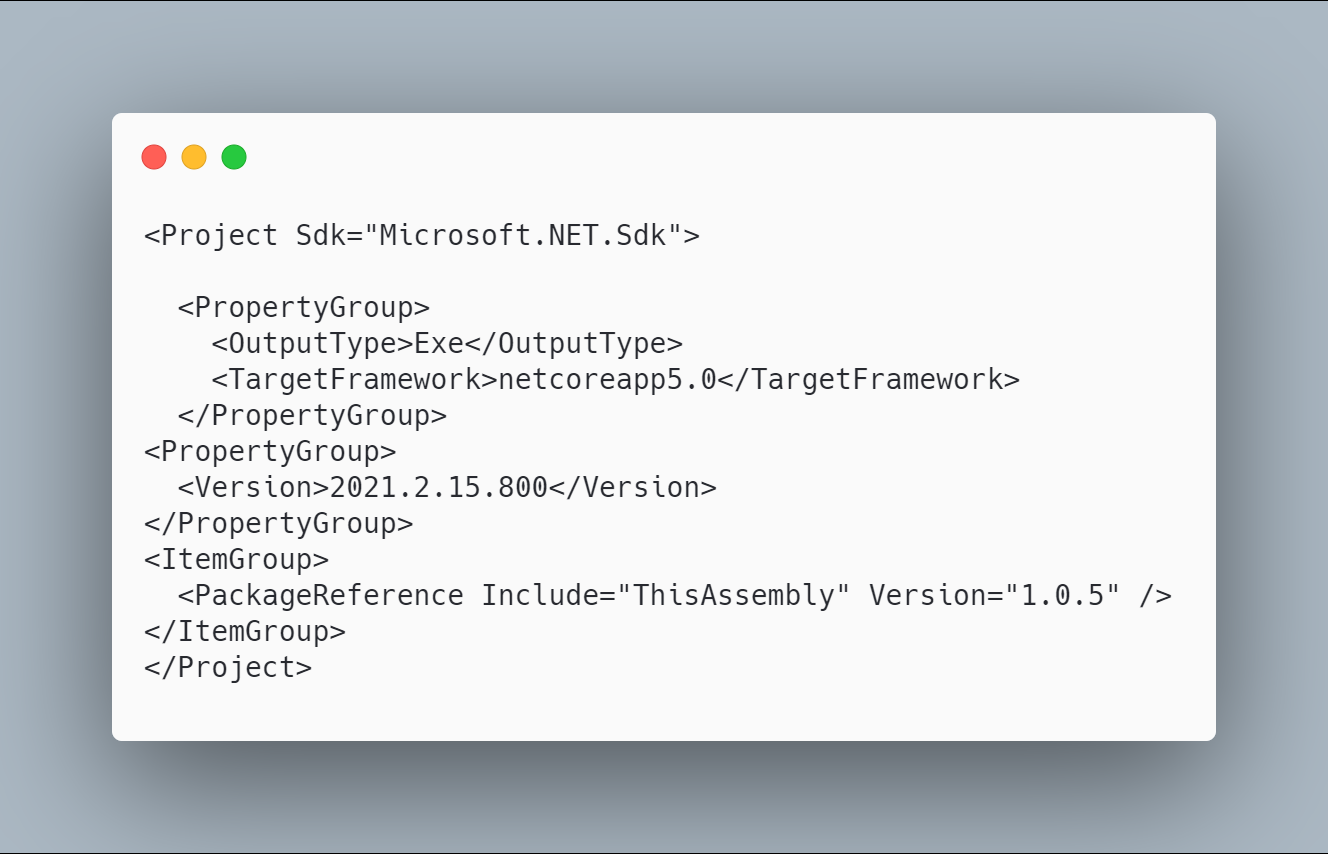 <Project Sdk="Microsoft.NET.Sdk">

  <PropertyGroup>
    <OutputType>Exe</OutputType>
    <TargetFramework>netcoreapp5.0</TargetFramework>
  </PropertyGroup>
<PropertyGroup>
  <Version>2021.2.15.800</Version>
</PropertyGroup>
<ItemGroup>
  <PackageReference Include="ThisAssembly" Version="1.0.5" />
</ItemGroup>
</Project>